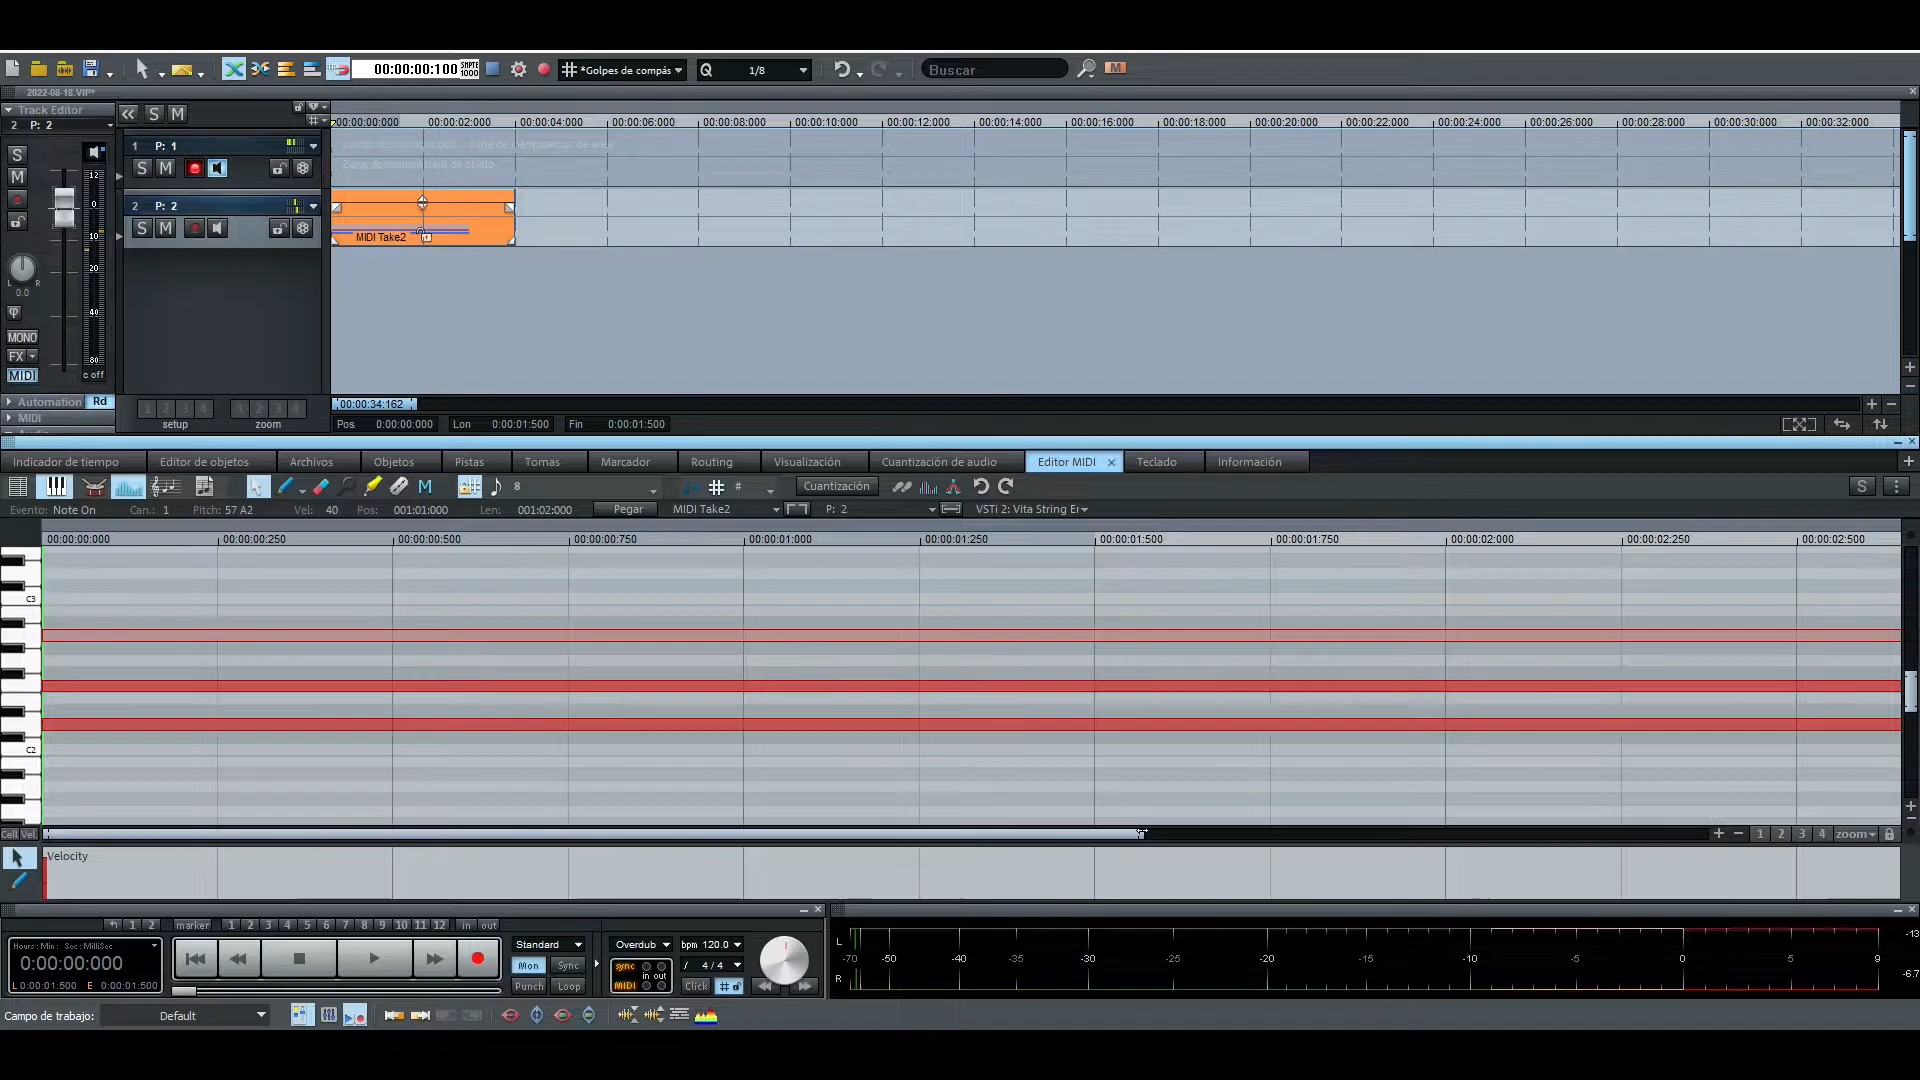 00:00:00:100 SMPTE 1000 *Golpes de compás Q 1/8 Buscar M
2022-08-18.VIP*
Track Editor S M
2 P: 2 00:00:00:000 00:00:02:000 00:00:04:000 00:00:06:000 00:00:08:000 00:00:10:000 00:00:12:000 00:00:14:000 00:00:16:000 00:00:18:000 00:00:20:000 00:00:22:000 00:00:24:000 00:00:26:000 00:00:28:000 00:00:30:000 00:00:32:000
S 12 1 P: 1
M S M
0 2 P: 2
10 S M
MIDI Take2
20
L R
0.0
40
MONO
FX 80
MIDI c off
Automation Rd 1 2 3 4 1 2 3 4 00:00:34:162
MIDI setup zoom Pos 0:00:00:000 Lon 0:00:01:500 Fin 0:00:01:500
Indicador de tiempo Editor de objetos Archivos Objetos Pistas Tomas Marcador Routing Visualización Cuantización de audio Editor MIDI Teclado Información
M 8 # Cuantización S
Evento: Note On Can.: 1 Pitch: 57 A2 Vel: 40 Pos: 001:01:000 Len: 001:02:000 Pegar MIDI Take2 P: 2 VSTi 2: Vita String Er
00:00:00:000 00:00:00:250 00:00:00:500 00:00:00:750 00:00:01:000 00:00:01:250 00:00:01:500 00:00:01:750 00:00:02:000 00:00:02:250 00:00:02:500
C3
C2
Cell Vel. 1 2 3 4 zoom
Velocity
1 2 marker 1 2 3 4 5 6 7 8 9 10 11 12 in out
Hours : Min : Sec : MilliSec Standard Overdub bpm 120.0 L -13
0:00:00:000 Mon Sync sync in out / 4/4 -70 -50 -40 -35 -30 -25 -20 -15 -10 -5 0 5 9
L 0:00:01:500 E 0:00:01:500 Punch Loop MIDI Click # R -6.7
Campo de trabajo: Default